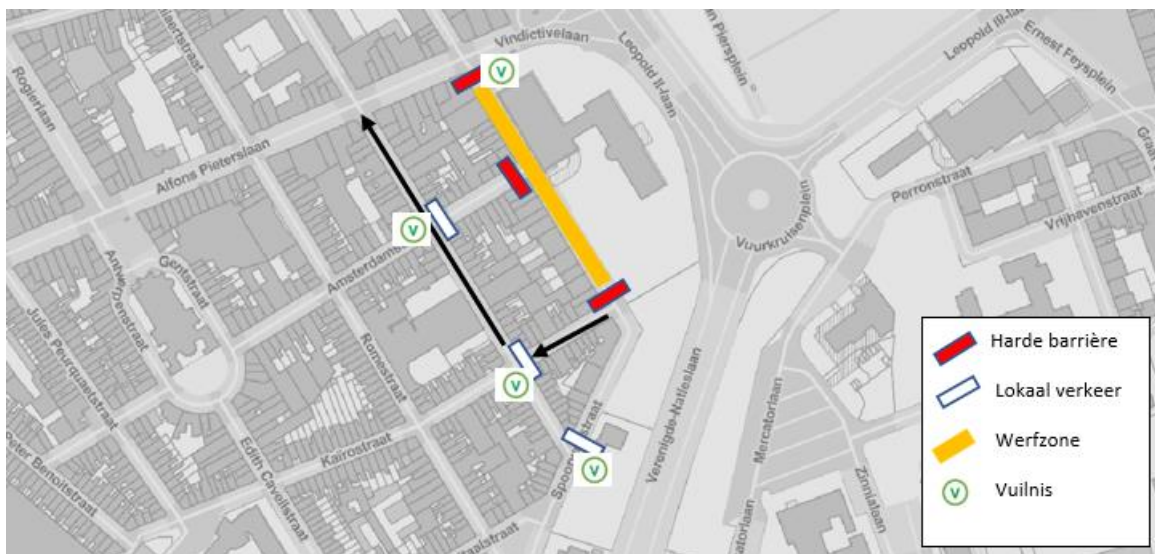 Vindictivelaan
Leopold II-laan
Piersplein
Leopold III-laan
Ernest Feysplein
Rogierlaan
Alfons Pieterslaan
Perronstraat
Vrijhavenstraat
Vuurkruisenplein
V
V
V
V
Amsterdam
Gentstraat
Antwerpenstraat
Romestraat
Jules Peurquaetstraat
Edith Cavellstraat
Kairostraat
Verenigde-Natieslaan
Mercatorlaan
Zinnialaan
Harde barrière
Lokaal verkeer
Werfzone
V Vuilnis